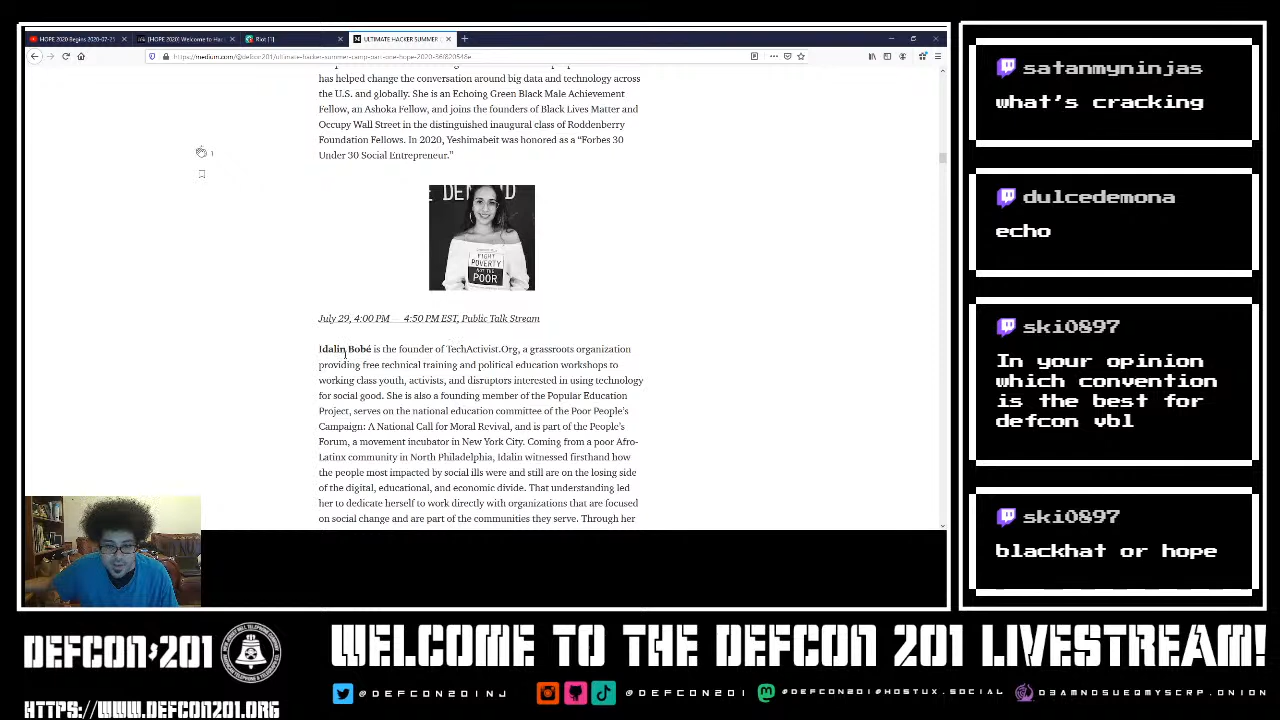 HOPE 2020 Begins 2020-07-21
[HOPE 2020] Welcome to Hac
Riot [1]
ULTIMATE HACKER SUMMER
https://medium.com/@defcon201/ultimate-hacker-summer-camp-part-one-hope-2020-36f820548e
has helped change the conversation around big data and technology across
the U.S. and globally. She is an Echoing Green Black Male Achievement
Fellow, an Ashoka Fellow, and joins the founders of Black Lives Matter and
Occupy Wall Street in the distinguished inaugural class of Roddenberry
Foundation Fellows. In 2020, Yeshimabeit was honored as a “Forbes 30
Under 30 Social Entrepreneur.”
1
FIGHT
POVERTY
NOT THE
POOR
July 29, 4:00 PM — 4:50 PM EST, Public Talk Stream
Idalin Bobé is the founder of TechActivist.Org, a grassroots organization
providing free technical training and political education workshops to
working class youth, activists, and disruptors interested in using technology
for social good. She is also a founding member of the Popular Education
Project, serves on the national education committee of the Poor People’s
Campaign: A National Call for Moral Revival, and is part of the People’s
Forum, a movement incubator in New York City. Coming from a poor Afro-
Latinx community in North Philadelphia, Idalin witnessed firsthand how
the people most impacted by social ills were and still are on the losing side
of the digital, educational, and economic divide. That understanding led
her to dedicate herself to work directly with organizations that are focused
on social change and are part of the communities they serve. Through her
satanmyninjas
what's cracking
dulcedemona
echo
ski0897
In your opinion
which convention
is the best for
defcon vbl
ski0897
blackhat or hope
DEFCON 201
HTTPS://WWW.DEFCON201.ORG
WELCOME TO THE DEFCON 201 LIVESTREAM!
@DEFCON201NJ
@DEFCON201
@DEFCON201@HOSTUX.SOCIAL
D3AMNDSUEQMYSCRP.ONION